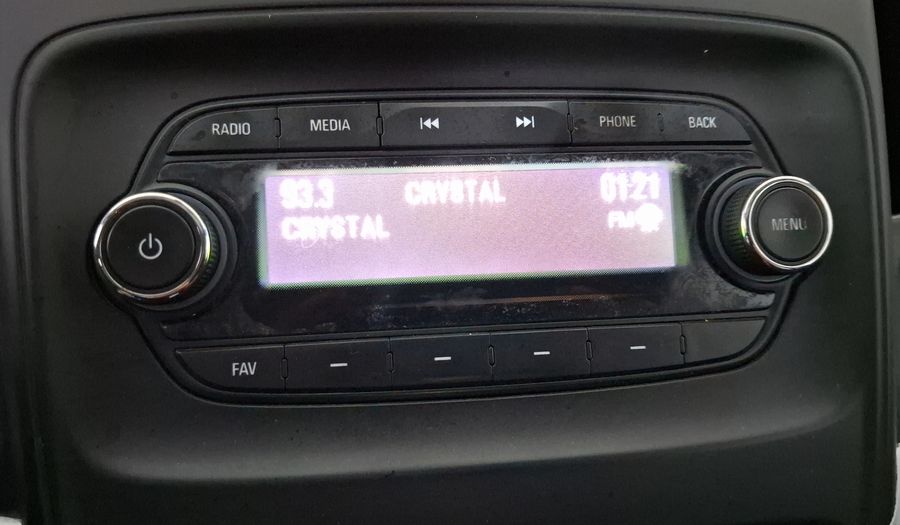 RADIO MEDIA PHONE BACK
93.3 CRYSTAL 01:21
CRYSTAL FM
MENU
FAV